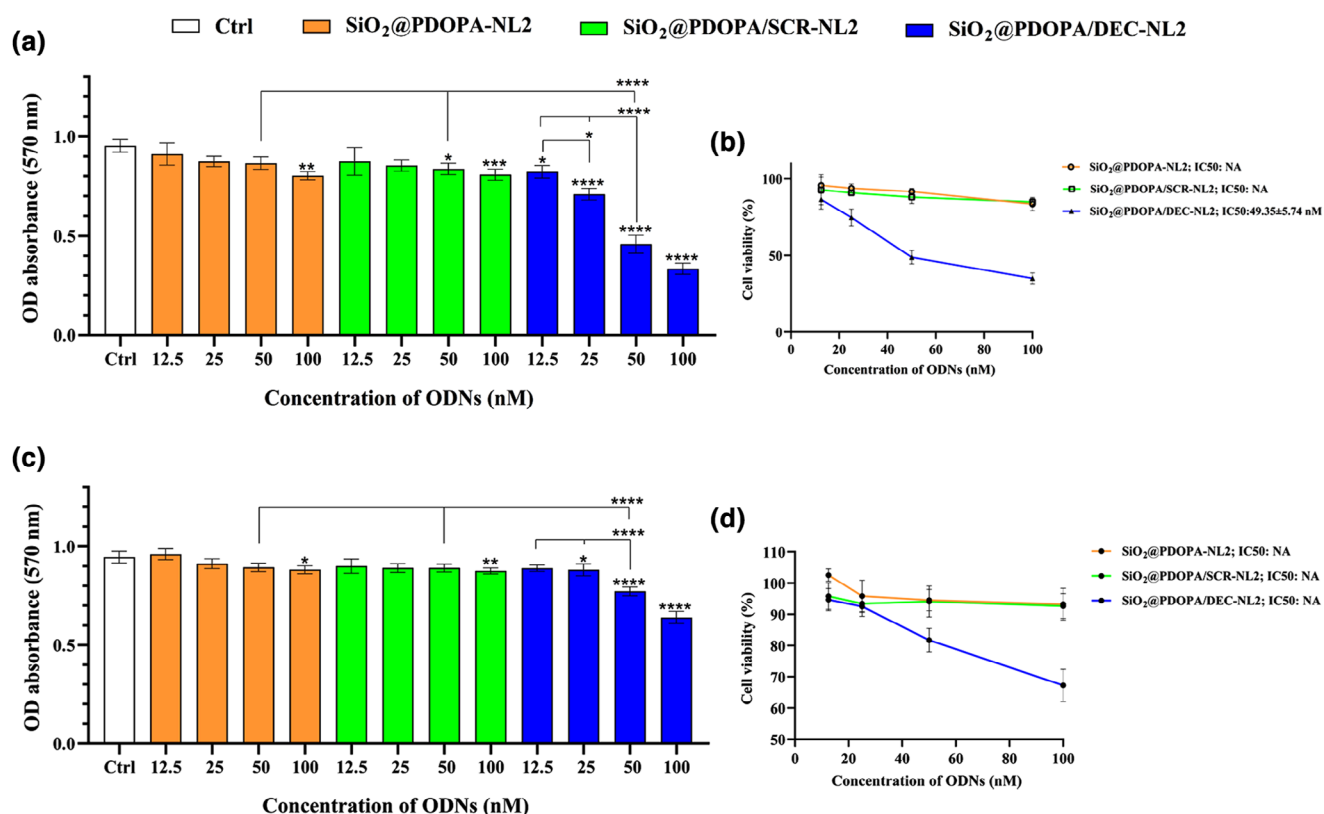 Ctrl SiO₂@PDOPA-NL2 SiO₂@PDOPA/SCR-NL2 SiO₂@PDOPA/DEC-NL2
(a)
OD absorbance (570 nm)
1.0
0.5
0.0
**
*
***
*
****
****
****
*
****
****
Ctrl 12.5 25 50 100 12.5 25 50 100 12.5 25 50 100
Concentration of ODNs (nM)
(b)
Cell viability (%)
100
50
0
0 20 40 60 80 100
Concentration of ODNs (nM)
SiO₂@PDOPA-NL2; IC50: NA
SiO₂@PDOPA/SCR-NL2; IC50: NA
SiO₂@PDOPA/DEC-NL2; IC50:49.35±5.74 nM
(c)
OD absorbance (570 nm)
1.0
0.5
0.0
*
**
*
****
****
****
****
Ctrl 12.5 25 50 100 12.5 25 50 100 12.5 25 50 100
Concentration of ODNs (nM)
(d)
Cell viability (%)
110
100
90
80
70
60
50
0 20 40 60 80 100
Concentration of ODNs (nM)
SiO₂@PDOPA-NL2; IC50: NA
SiO₂@PDOPA/SCR-NL2; IC50: NA
SiO₂@PDOPA/DEC-NL2; IC50: NA